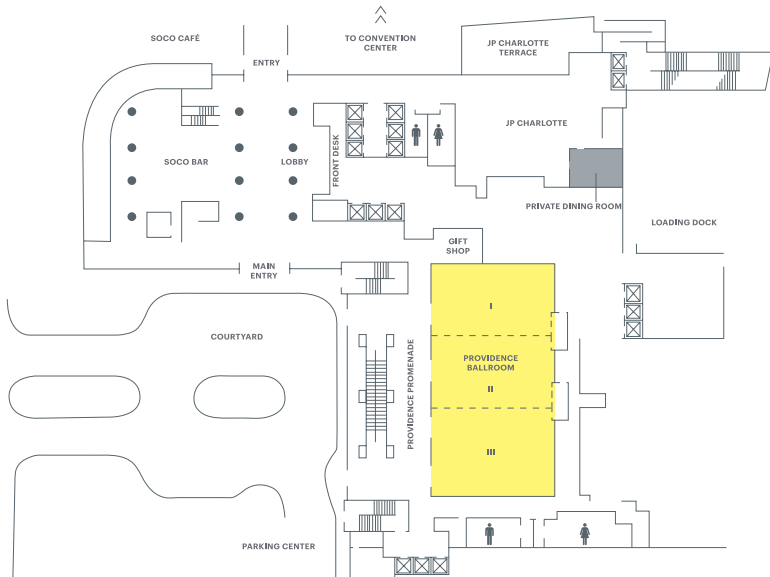 SOCO CAFÉ
TO CONVENTION
CENTER
JP CHARLOTTE
TERRACE
ENTRY
JP CHARLOTTE
SOCO BAR
LOBBY
FRONT DESK
PRIVATE DINING ROOM
LOADING DOCK
GIFT
SHOP
MAIN
ENTRY
I
COURTYARD
PROVIDENCE PROMENADE
PROVIDENCE
BALLROOM
II
III
PARKING CENTER